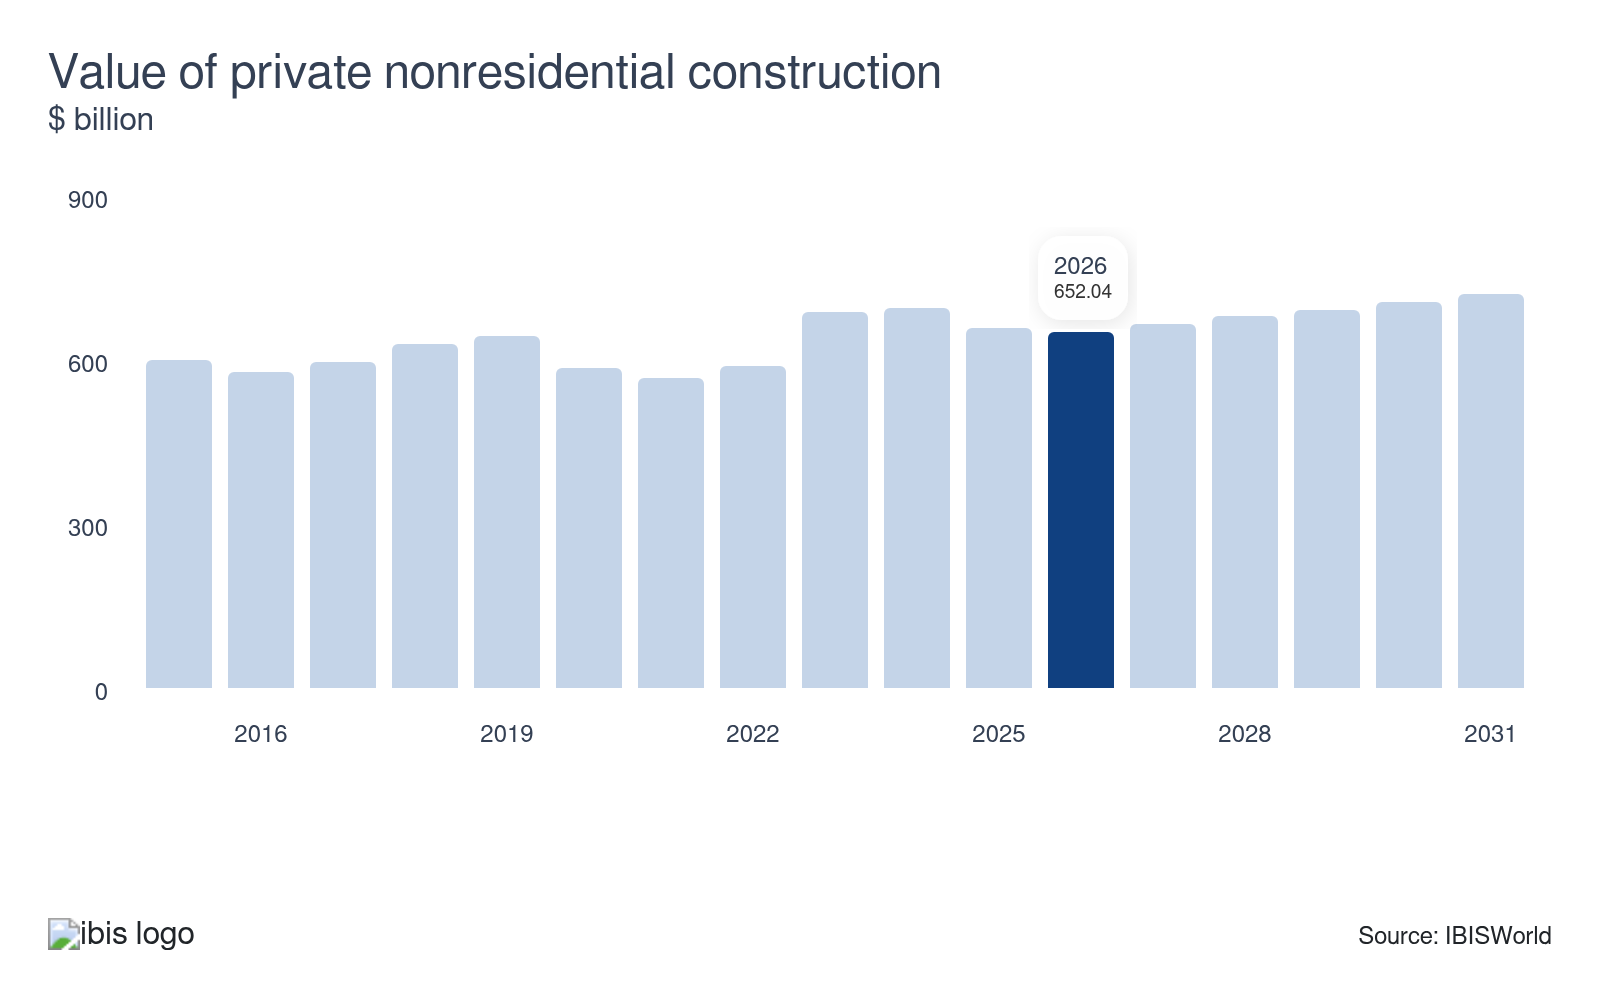 Value of private nonresidential construction
$ billion
900
2026
652.04
600
300
0
2016 2019 2022 2025 2028 2031
ibis logo
Source: IBISWorld